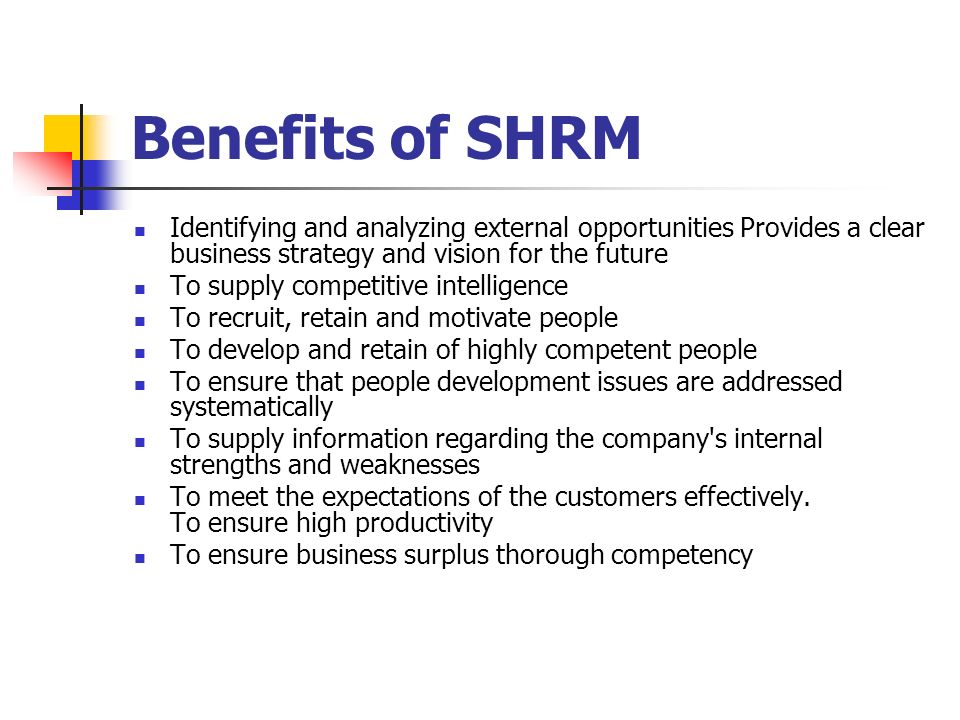 Benefits of SHRM
Identifying and analyzing external opportunities Provides a clear
business strategy and vision for the future
To supply competitive intelligence
To recruit, retain and motivate people
To develop and retain of highly competent people
To ensure that people development issues are addressed
systematically
To supply information regarding the company's internal
strengths and weaknesses
To meet the expectations of the customers effectively.
To ensure high productivity
To ensure business surplus thorough competency